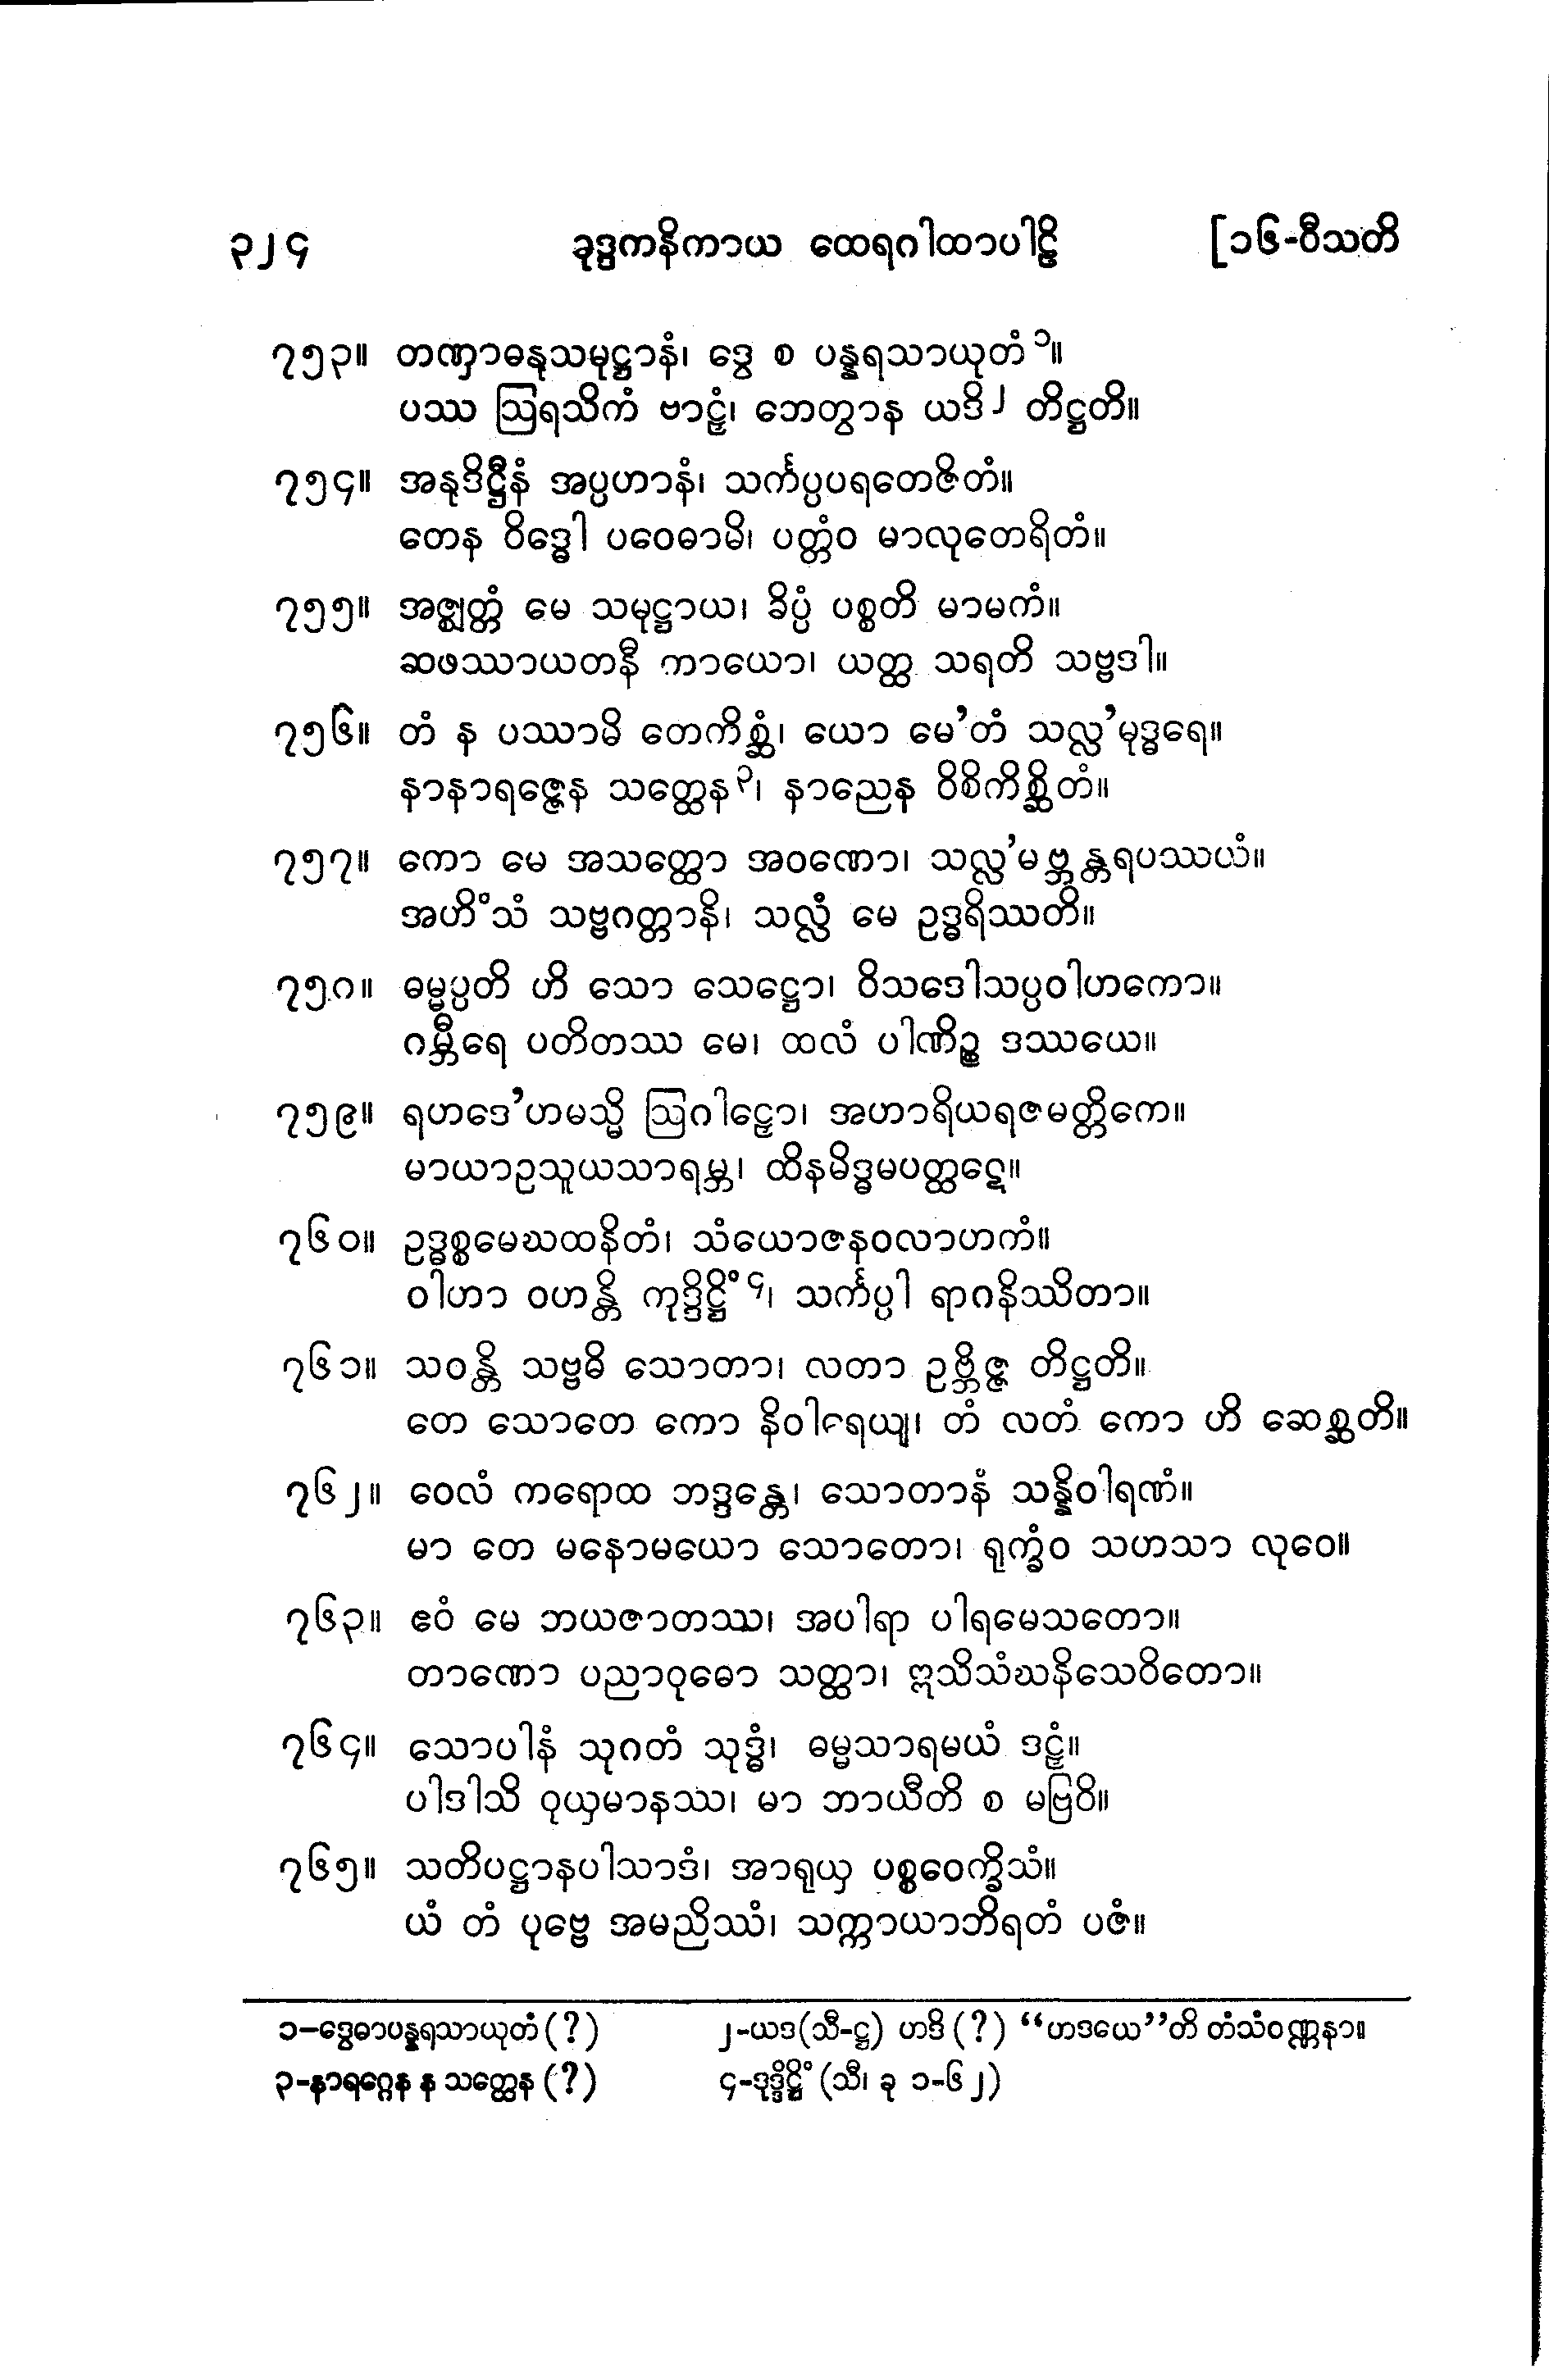 ၃၂၄ ခုဒ္ဒကနိကာယ ထေရဂါထာပါဠိ [၁၆-ဝီသတိ
၇၅၃။ တဏှာဓနုသမုဋ္ဌာနံ၊ ဒွေ စ ပန္နရသာယုတံ၁။
ပဿ ဩရသိကံ ဗာဠှံ၊ ဘေတွာန ယဒိ၂ တိဋ္ဌတိ။
၇၅၄။ အနုဒိဋ္ဌီနံ အပ္ပဟာနံ၊ သင်္ကပ္ပပရတေဇိတံ။
တေန ဝိဒ္ဓေါ ပဝေဓာမိ၊ ပတ္တံဝ မာလုတေရိတံ။
၇၅၅။ အဇ္ဈတ္တံ မေ သမုဋ္ဌာယ၊ ခိပ္ပံ ပစ္စတိ မာမကံ။
ဆဖဿာယတနီ ကာယော၊ ယတ္ထ သရတိ သဗ္ဗဒါ။
၇၅၆။ တံ န ပဿာမိ တေကိစ္ဆံ၊ ယော မေ’တံ သလ္လ’မုဒ္ဓရေ။
နာနာရဇ္ဇေန သတ္ထေန၃၊ နာညေန ဝိစိကိစ္ဆိတံ။
၇၅၇။ ကော မေ အသတ္ထော အဝဏော၊ သလ္လ’မဗ္ဘန္တရပဿယံ။
အဟိံသံ သဗ္ဗဂတ္တာနိ၊ သလ္လံ မေ ဥဒ္ဓရိဿတိ။
၇၅၈။ ဓမ္မပ္ပတိ ဟိ သော သေဋ္ဌော၊ ဝိသဒေါသပ္ပဝါဟကော။
ဂမ္ဘီရေ ပတိတဿ မေ၊ ထလံ ပါဏိဉ္စ ဒဿယေ။
၇၅၉။ ရဟဒေ’ဟမသ္မိ ဩဂါဠှော၊ အဟာရိယရဇမတ္တိကေ။
မာယာဥသူယသာရမ္ဘ၊ ထိနမိဒ္ဓမပတ္ထဋေ။
၇၆၀။ ဥဒ္ဓစ္စမေဃထနိတံ၊ သံယောဇနဝလာဟကံ။
ဝါဟာ ဝဟန္တိ ကုဒ္ဒိဋ္ဌိံ၄၊ သင်္ကပ္ပါ ရာဂနိဿိတာ။
၇၆၁။ သဝန္တိ သဗ္ဗဓိ သောတာ၊ လတာ ဥဗ္ဘိဇ္ဇ တိဋ္ဌတိ။
တေ သောတေ ကော နိဝါရေယျ၊ တံ လတံ ကော ဟိ ဆေစ္ဆတိ။
၇၆၂။ ဝေလံ ကရောထ ဘဒ္ဒန္တေ၊ သောတာနံ သန္နိဝါရဏံ။
မာ တေ မနောမယော သောတော၊ ရုက္ခံဝ သဟသာ လုဝေ။
၇၆၃။ ဧဝံ မေ ဘယဇာတဿ၊ အပါရာ ပါရမေသတော။
တာဏော ပညာဝုဓော သတ္ထာ၊ ဣသိသံဃနိသေဝိတော။
၇၆၄။ သောပါနံ သုဂတံ သုဒ္ဓံ၊ ဓမ္မသာရမယံ ဒဠှံ။
ပါဒါသိ ဝုယှမာနဿ၊ မာ ဘာယီတိ စ မဗြဝိ။
၇၆၅။ သတိပဋ္ဌာနပါသာဒံ၊ အာရုယှ ပစ္စဝေက္ခိသံ။
ယံ တံ ပုဗ္ဗေ အမညိဿံ၊ သက္ကာယာဘိရတံ ပဇံ။
၁-ဒွေဓာပန္နရသာယုတံ (?) ၂-ယဒ (သီ-ဋ္ဌ) ဟဒိ (?) “ဟဒယေ”တိ တံသံဝဏ္ဏနာ။
၃-နာရဂ္ဂေန န သတ္ထေန (?) ၄-ဒုဒ္ဒိဋ္ဌိံ (သီ၊ ခု ၁-၆၂)